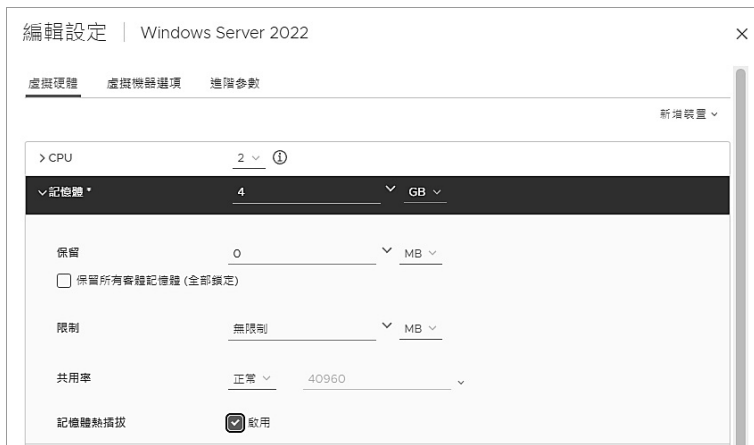 編輯設定 | Windows Server 2022
虛擬硬體 虛擬機器選項 進階參數
新增裝置
CPU 2
記憶體 * 4 GB
保留 0 MB
保留所有客體記憶體 (全部鎖定)
限制 無限制 MB
共用率 正常 40960
記憶體熱插拔 啟用